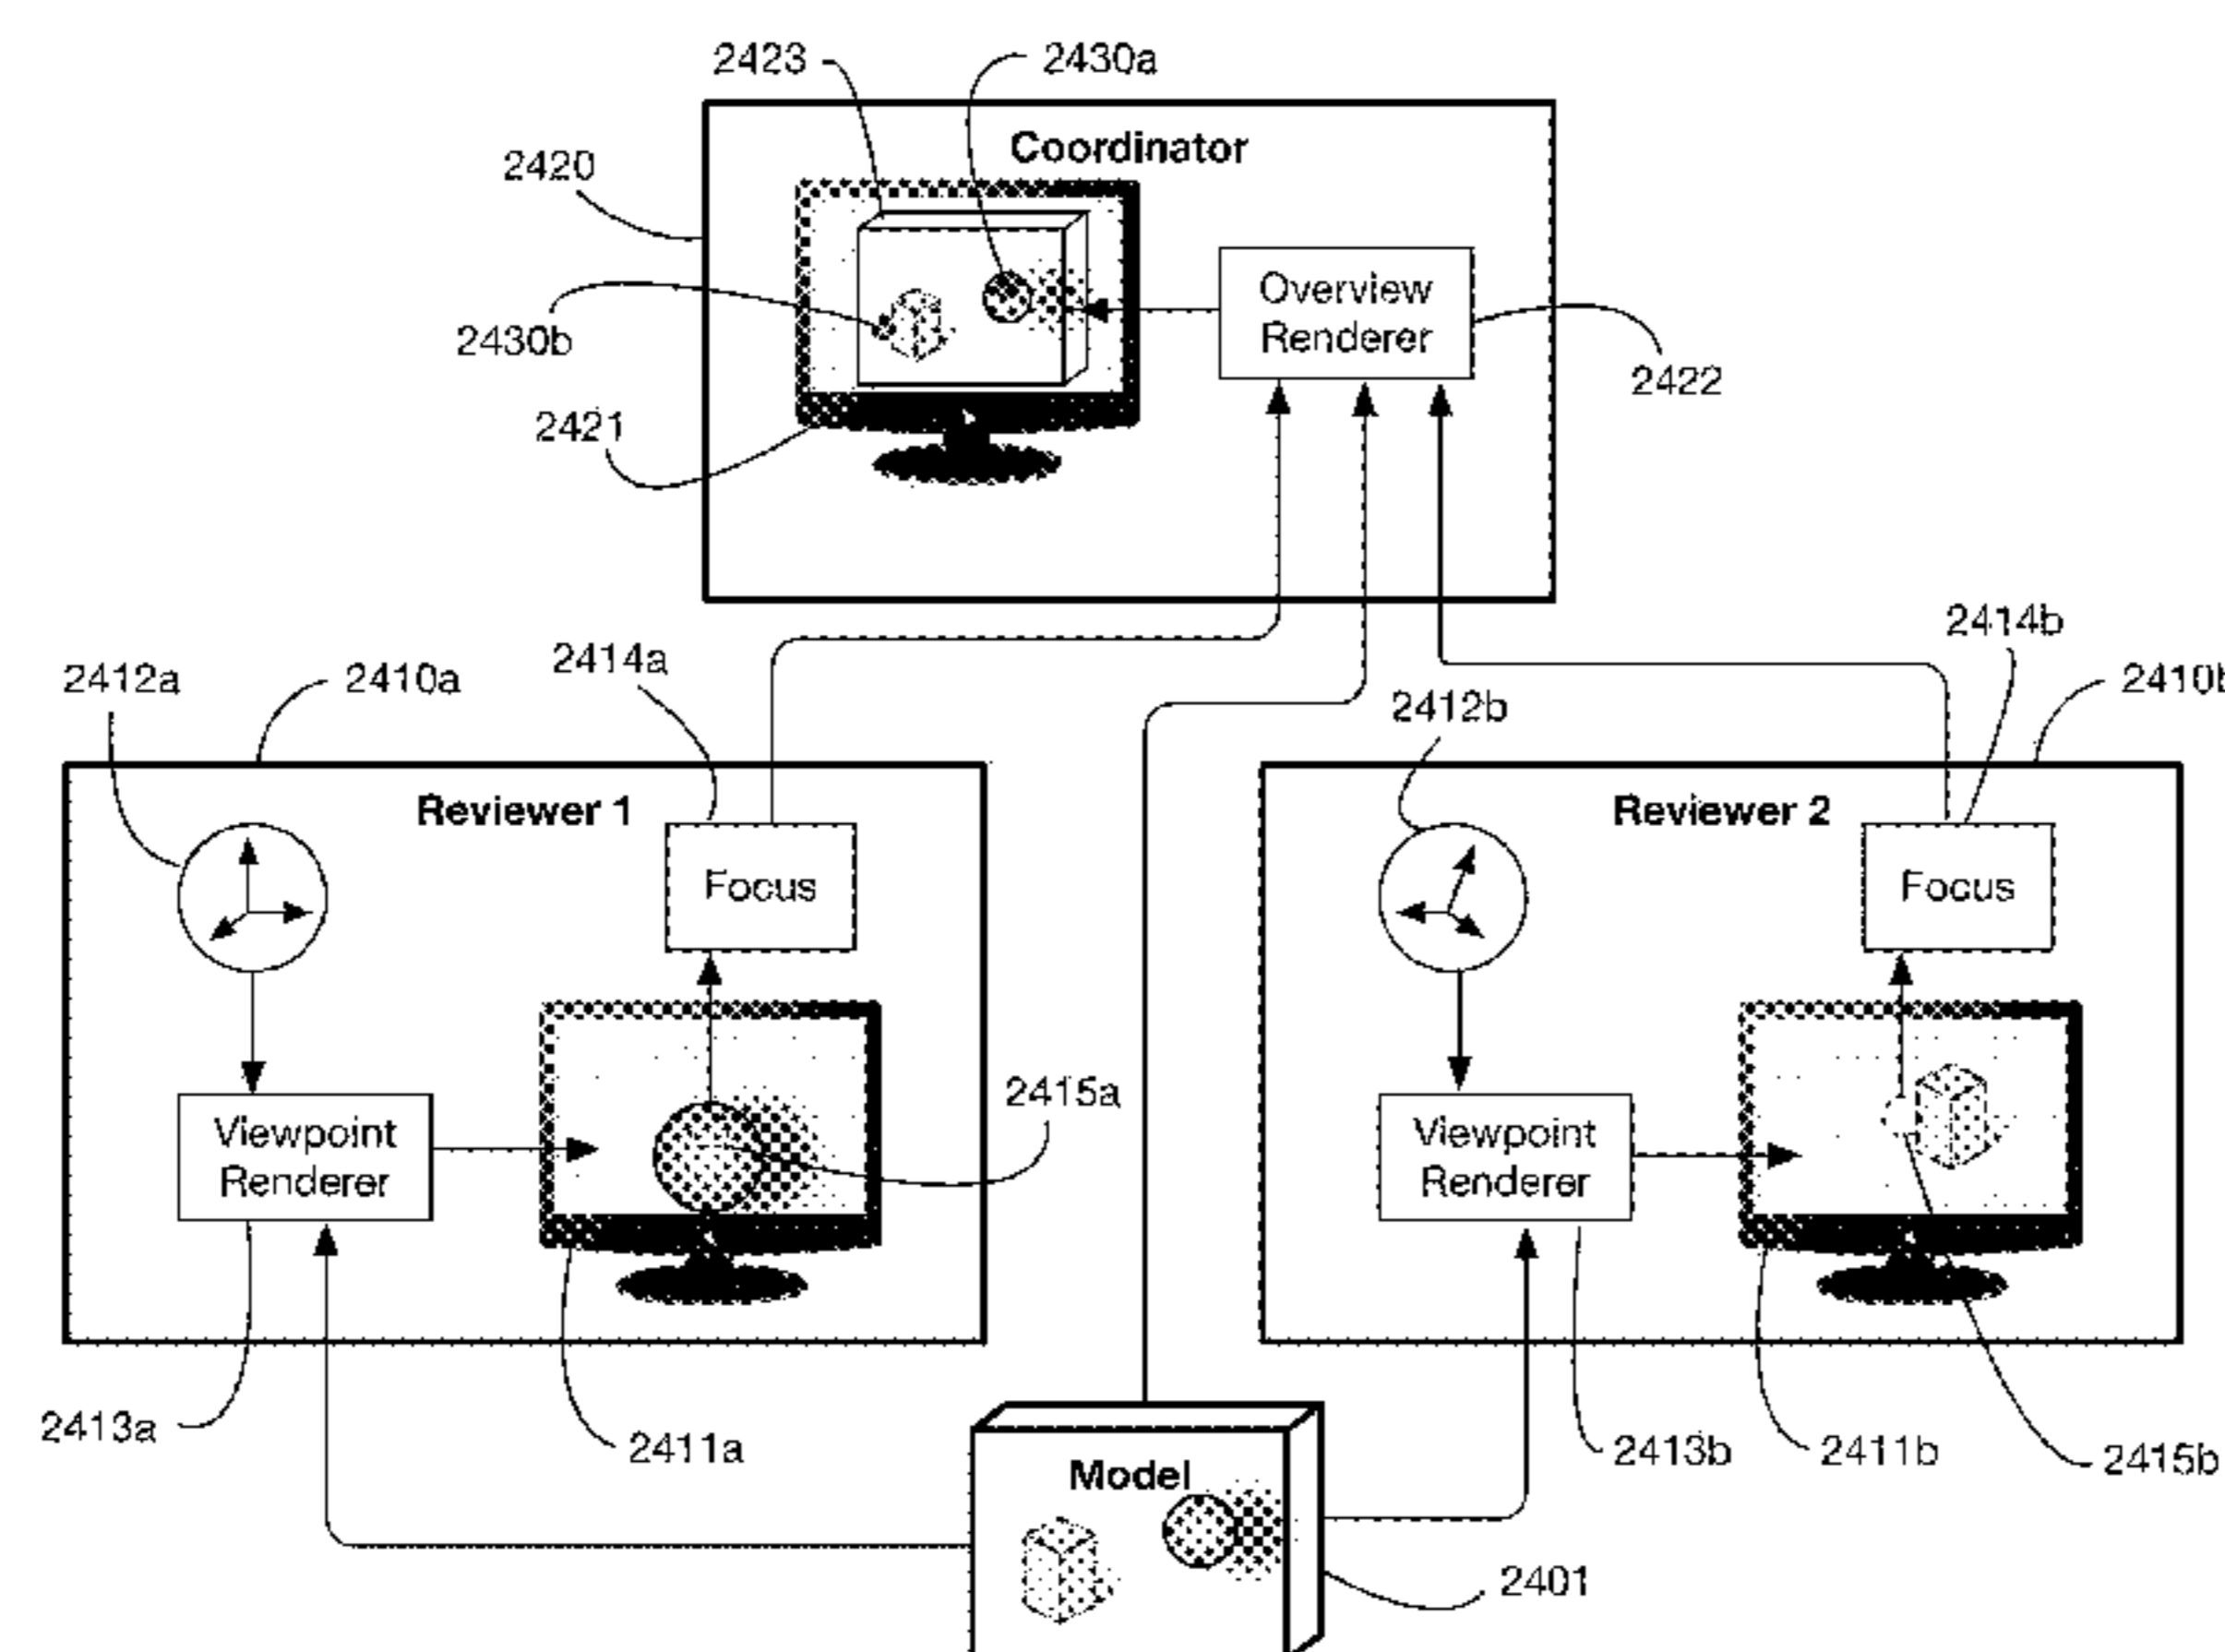 2423
2430a
Coordinator
2420
Overview
Renderer
2430b
2422
2421
2414b
2414a
2412a
2410a
2410b
2412b
Reviewer 1
Reviewer 2
Focus
Focus
2415a
Viewpoint
Renderer
Viewpoint
Renderer
2413a
2411a
2413b
2411b
2415b
Model
2401